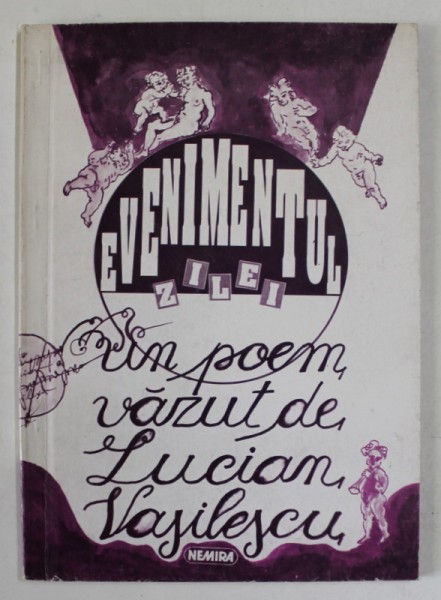 EVENIMENTUL
ZILEI
un poem
văzut de
Lucian
Vasilescu
NEMIRA